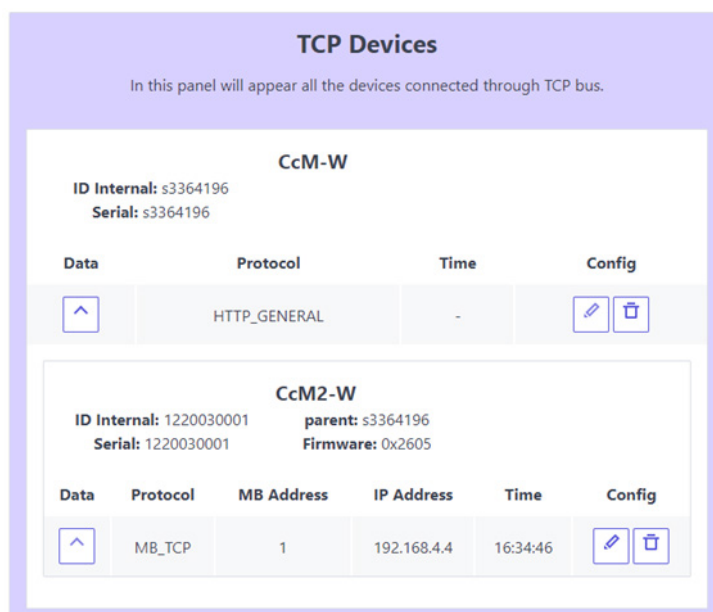 TCP Devices
In this panel will appear all the devices connected through TCP bus.
CcM-W
ID Internal: s3364196
Serial: s3364196
Data Protocol Time Config
HTTP_GENERAL -
CcM2-W
ID Internal: 1220030001 parent: s3364196
Serial: 1220030001 Firmware: 0x2605
Data Protocol MB Address IP Address Time Config
MB_TCP 1 192.168.4.4 16:34:46